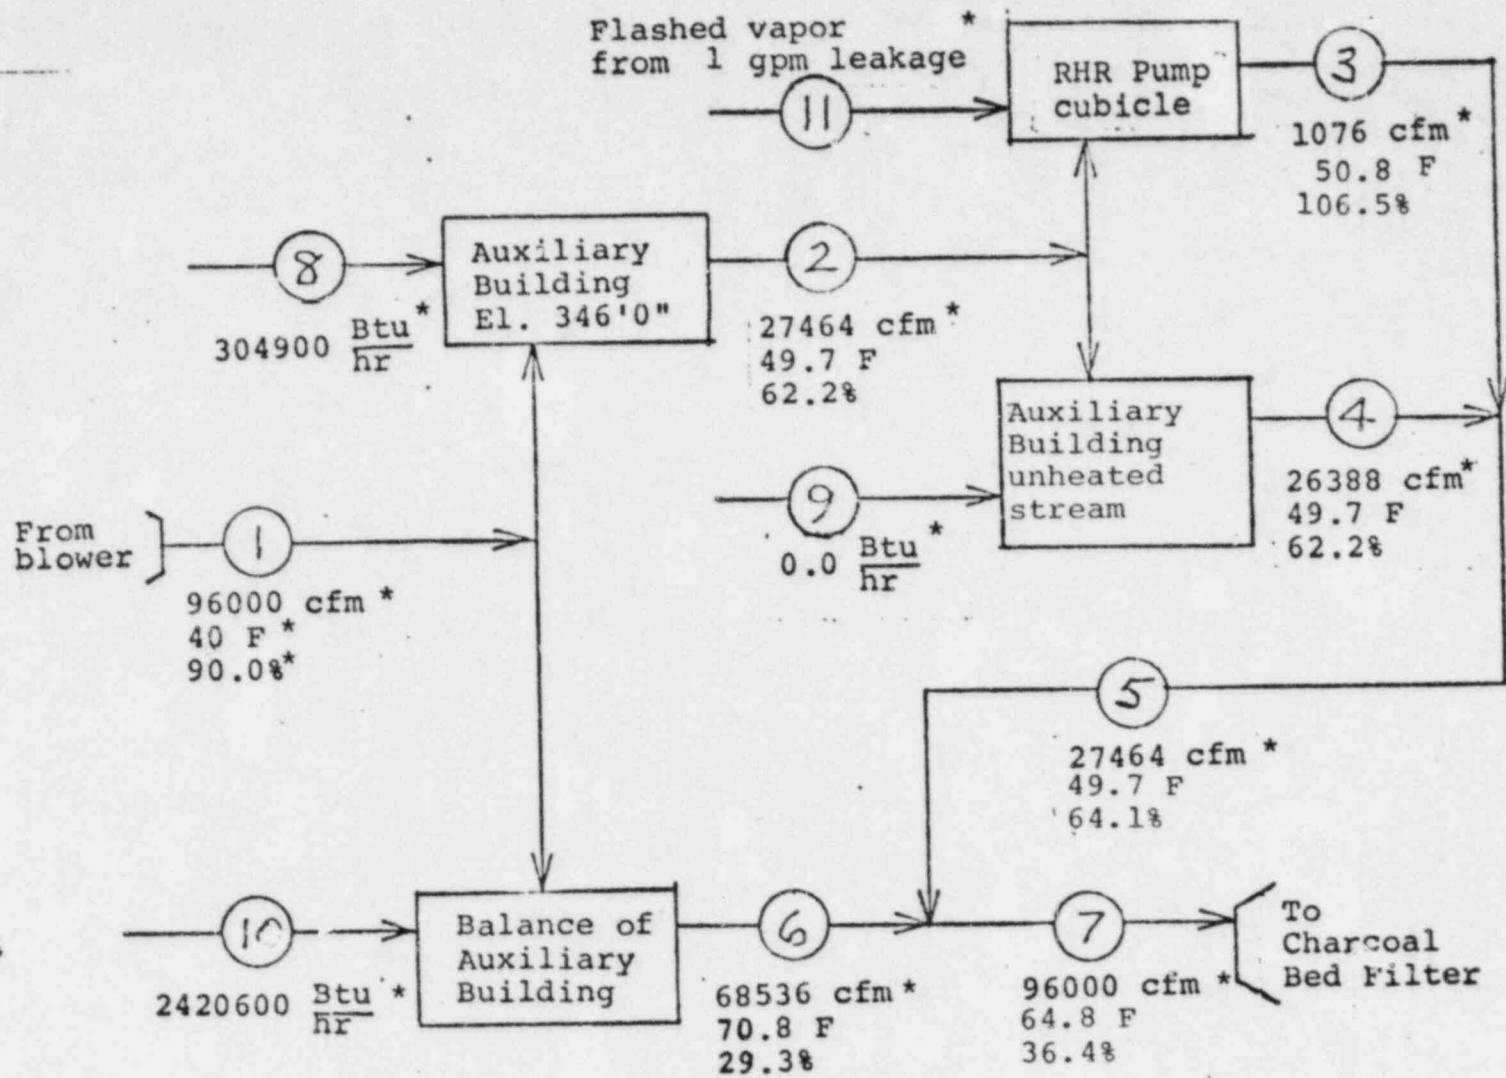 Flashed vapor *
from 1 gpm leakage
11
RHR Pump
cubicle
3
1076 cfm *
50.8 F
106.5%
8
304900 Btu *
hr
Auxiliary
Building
El. 346'0"
2
27464 cfm *
49.7 F
62.2%
Auxiliary
Building
unheated
stream
4
26388 cfm *
49.7 F
62.2%
9
0.0 Btu *
hr
From
blower
1
96000 cfm *
40 F *
90.0% *
5
27464 cfm *
49.7 F
64.1%
10
2420600 Btu *
hr
Balance of
Auxiliary
Building
6
68536 cfm *
70.8 F
29.3%
7
96000 cfm *
64.8 F
36.4%
To
Charcoal
Bed Filter